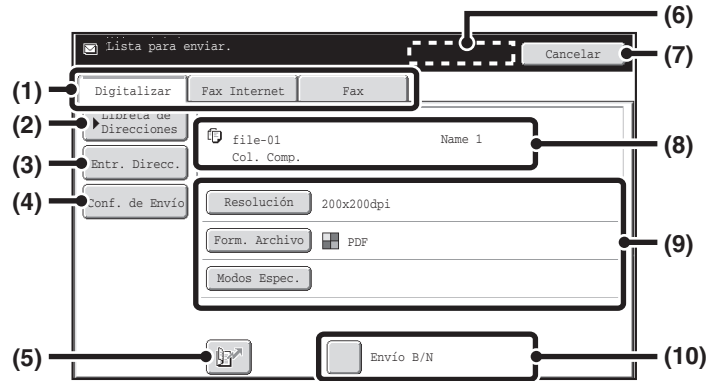 (6)
Lista para enviar.
Cancelar
(7)
(1)
Digitalizar
Fax Internet
Fax
(2)
Libreta de
Direcciones
file-01
Name 1
Col. Comp.
(8)
(3)
Entr. Direcc.
(4)
Conf. de Envío
Resolución
200x200dpi
Form. Archivo
PDF
(9)
Modos Espec.
(5)
Envío B/N
(10)